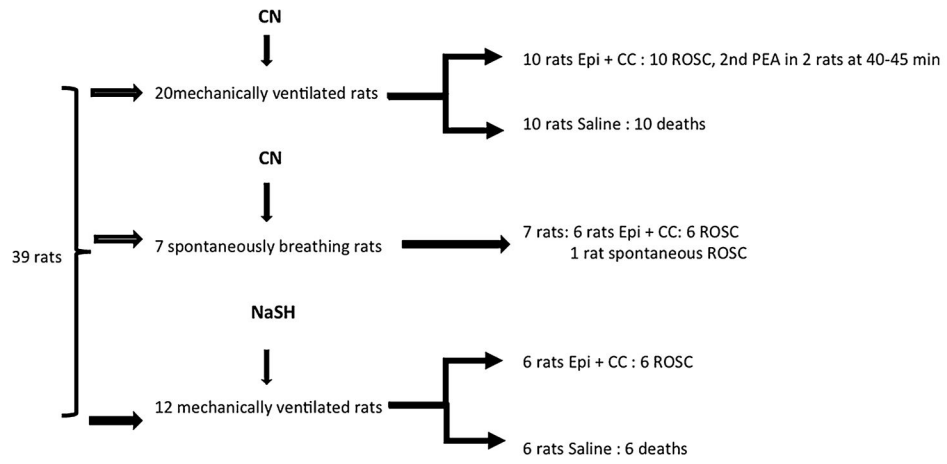 CN
10 rats Epi + CC : 10 ROSC, 2nd PEA in 2 rats at 40-45 min
20mechanically ventilated rats
10 rats Saline : 10 deaths
CN
7 rats: 6 rats Epi + CC: 6 ROSC
7 spontaneously breathing rats
1 rat spontaneous ROSC
39 rats
NaSH
6 rats Epi + CC : 6 ROSC
12 mechanically ventilated rats
6 rats Saline : 6 deaths